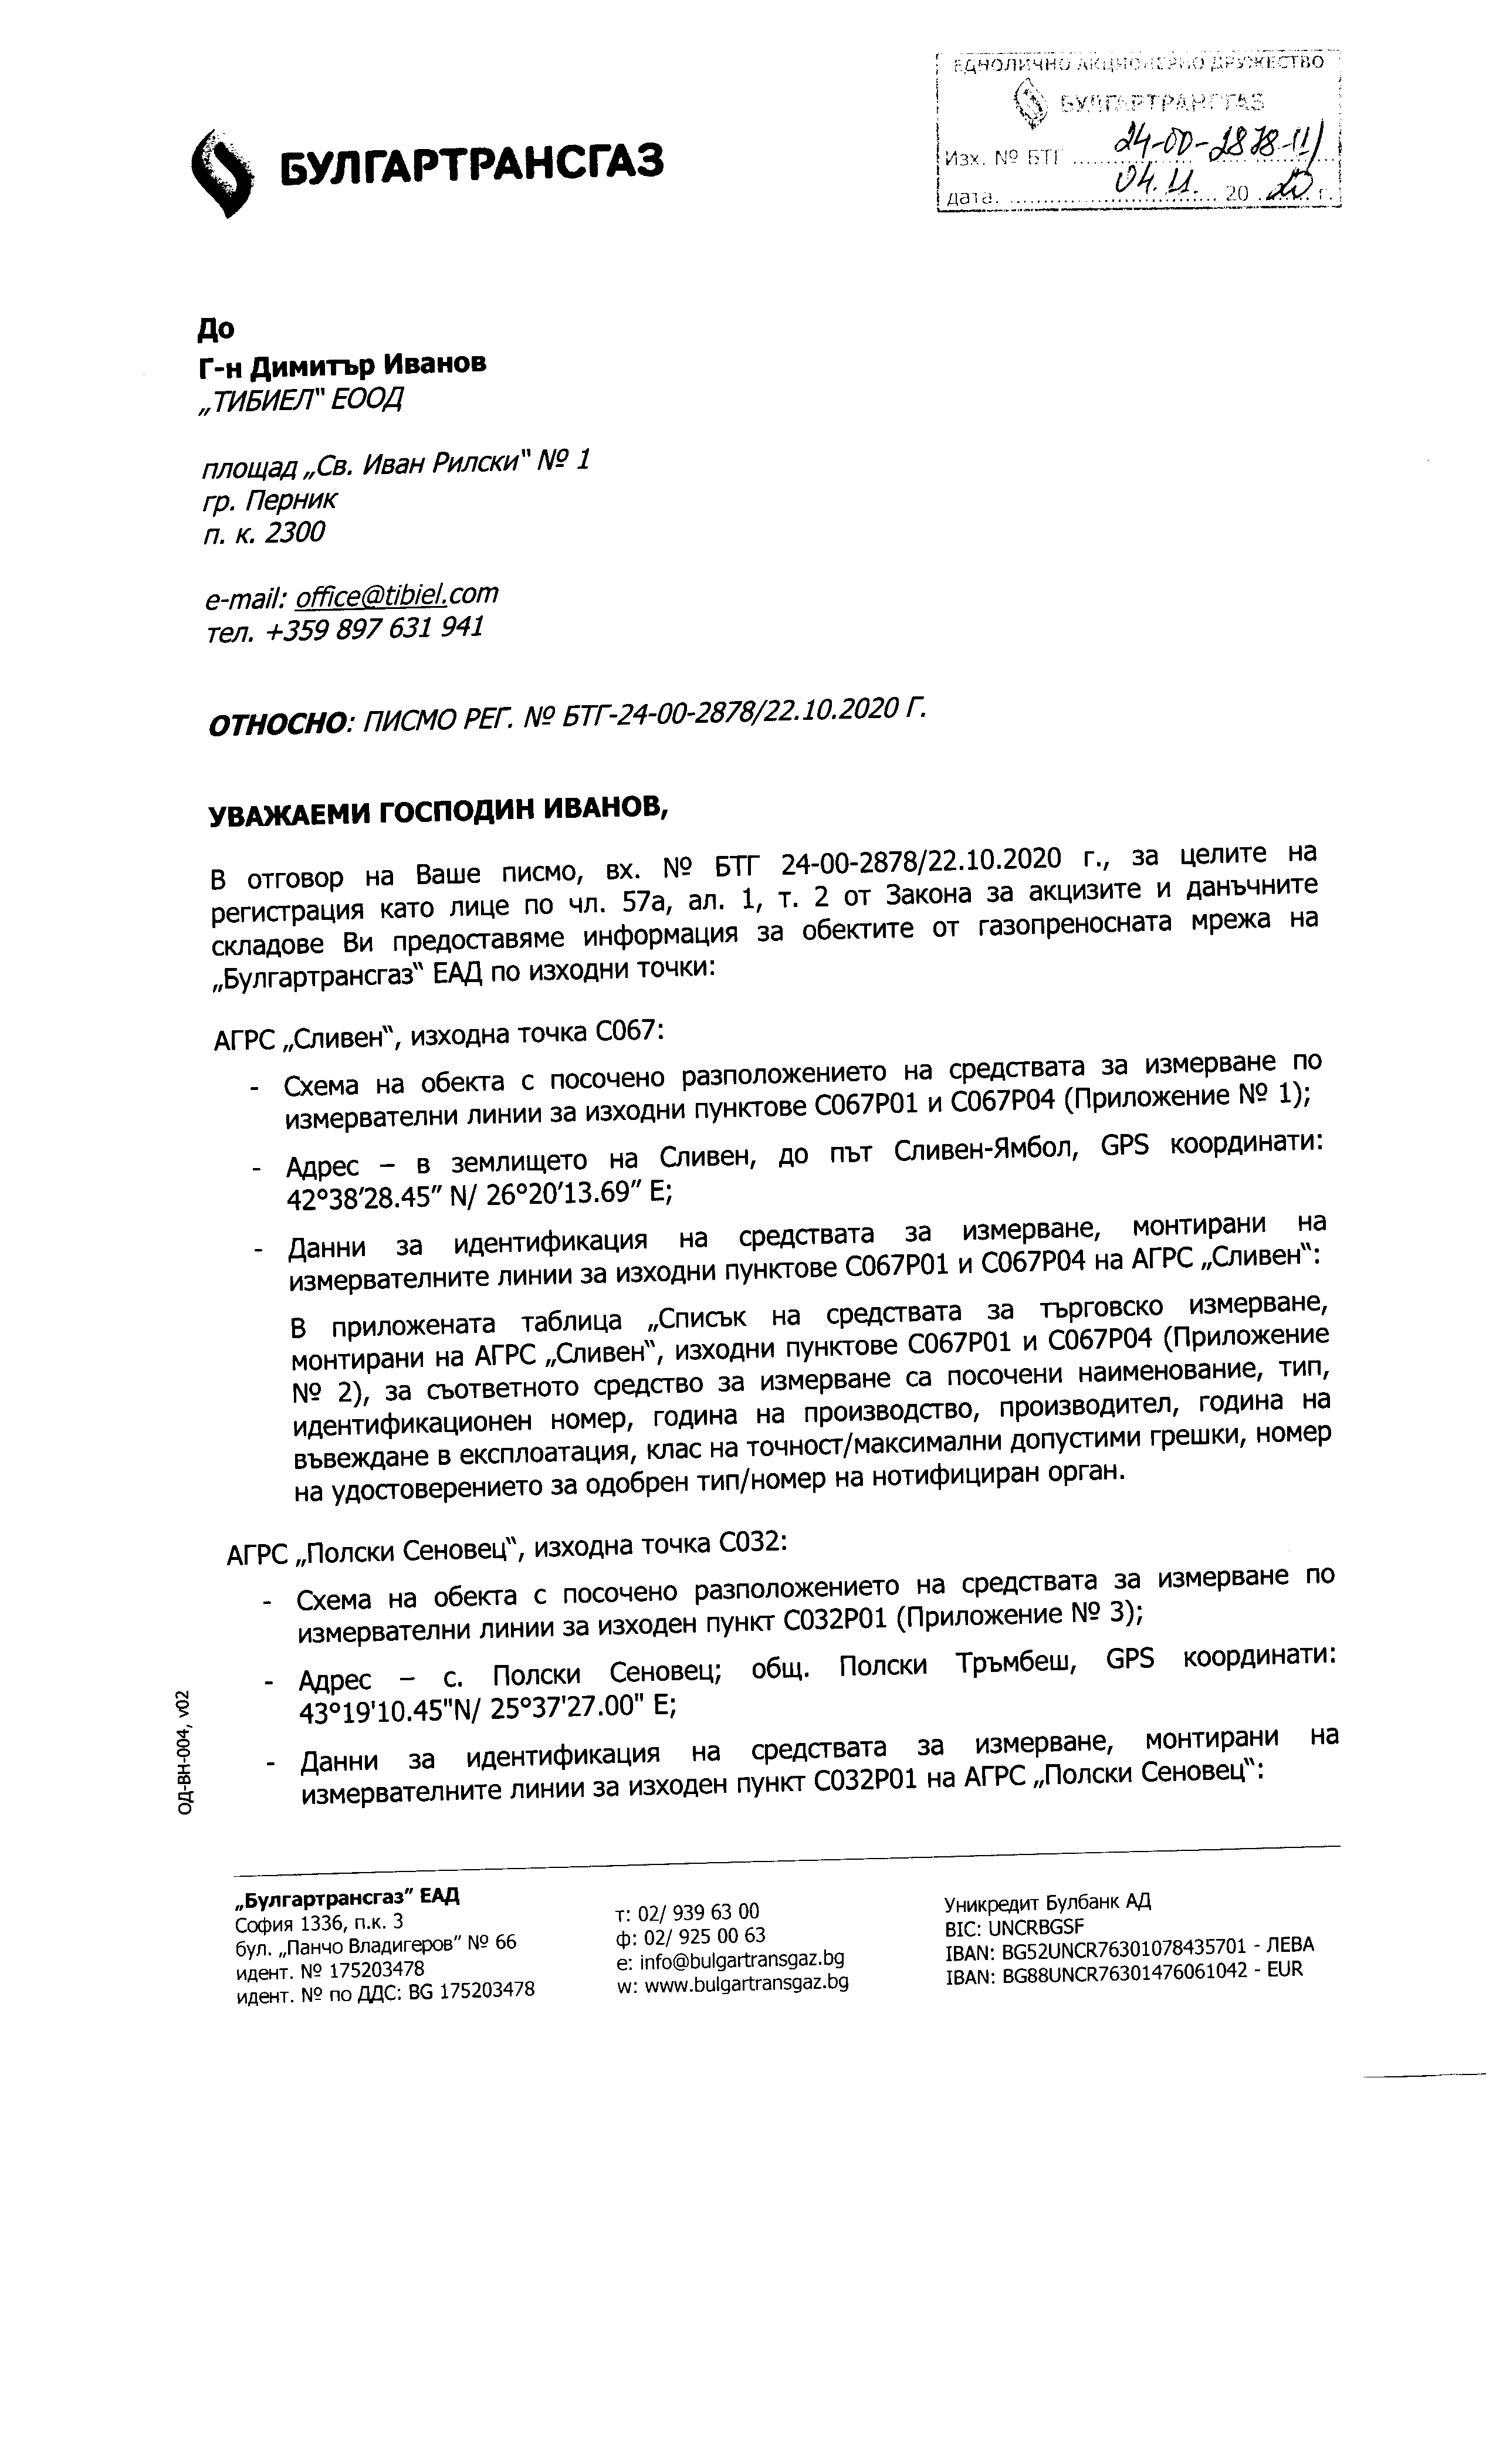 ЕДНОЛИЧНО АКЦИОНЕРНО ДРУЖЕСТВО
БУЛГАРТРАНСГАЗ
Изх. № БТГ 24-00-2878-(1)
дата. 04.11. 20 20 г.
БУЛГАРТРАНСГАЗ
До
Г-н Димитър Иванов
„ТИБИЕЛ" ЕООД
площад „Св. Иван Рилски" № 1
гр. Перник
п. к. 2300
e-mail: office@tibiel.com
тел. +359 897 631 941
ОТНОСНО: ПИСМО РЕГ. № БТГ-24-00-2878/22.10.2020 Г.
УВАЖАЕМИ ГОСПОДИН ИВАНОВ,
В отговор на Ваше писмо, вх. № БТГ 24-00-2878/22.10.2020 г., за целите на
регистрация като лице по чл. 57а, ал. 1, т. 2 от Закона за акцизите и данъчните
складове Ви предоставяме информация за обектите от газопреносната мрежа на
„Булгартрансгаз“ ЕАД по изходни точки:
АГРС „Сливен“, изходна точка С067:
- Схема на обекта с посочено разположението на средствата за измерване по
измервателни линии за изходни пунктове С067Р01 и С067Р04 (Приложение № 1);
- Адрес – в землището на Сливен, до път Сливен-Ямбол, GPS координати:
42°38′28.45″ N/ 26°20′13.69″ E;
- Данни за идентификация на средствата за измерване, монтирани на
измервателните линии за изходни пунктове С067Р01 и С067Р04 на АГРС „Сливен“:
В приложената таблица „Списък на средствата за търговско измерване,
монтирани на АГРС „Сливен“, изходни пунктове С067Р01 и С067Р04 (Приложение
№ 2), за съответното средство за измерване са посочени наименование, тип,
идентификационен номер, година на производство, производител, година на
въвеждане в експлоатация, клас на точност/максимални допустими грешки, номер
на удостоверението за одобрен тип/номер на нотифициран орган.
АГРС „Полски Сеновец“, изходна точка С032:
- Схема на обекта с посочено разположението на средствата за измерване по
измервателни линии за изходен пункт С032Р01 (Приложение № 3);
- Адрес – с. Полски Сеновец; общ. Полски Тръмбеш, GPS координати:
43°19'10.45"N/ 25°37'27.00" E;
- Данни за идентификация на средствата за измерване, монтирани на
измервателните линии за изходен пункт С032Р01 на АГРС „Полски Сеновец“:
ОД-ВН-004, v02
„Булгартрансгаз" ЕАД
София 1336, п.к. 3
бул. „Панчо Владигеров" № 66
идент. № 175203478
идент. № по ДДС: BG 175203478
т: 02/ 939 63 00
ф: 02/ 925 00 63
e: info@bulgartransgaz.bg
w: www.bulgartransgaz.bg
Уникредит Булбанк АД
BIC: UNCRBGSF
IBAN: BG52UNCR76301078435701 - ЛЕВА
IBAN: BG88UNCR76301476061042 - EUR